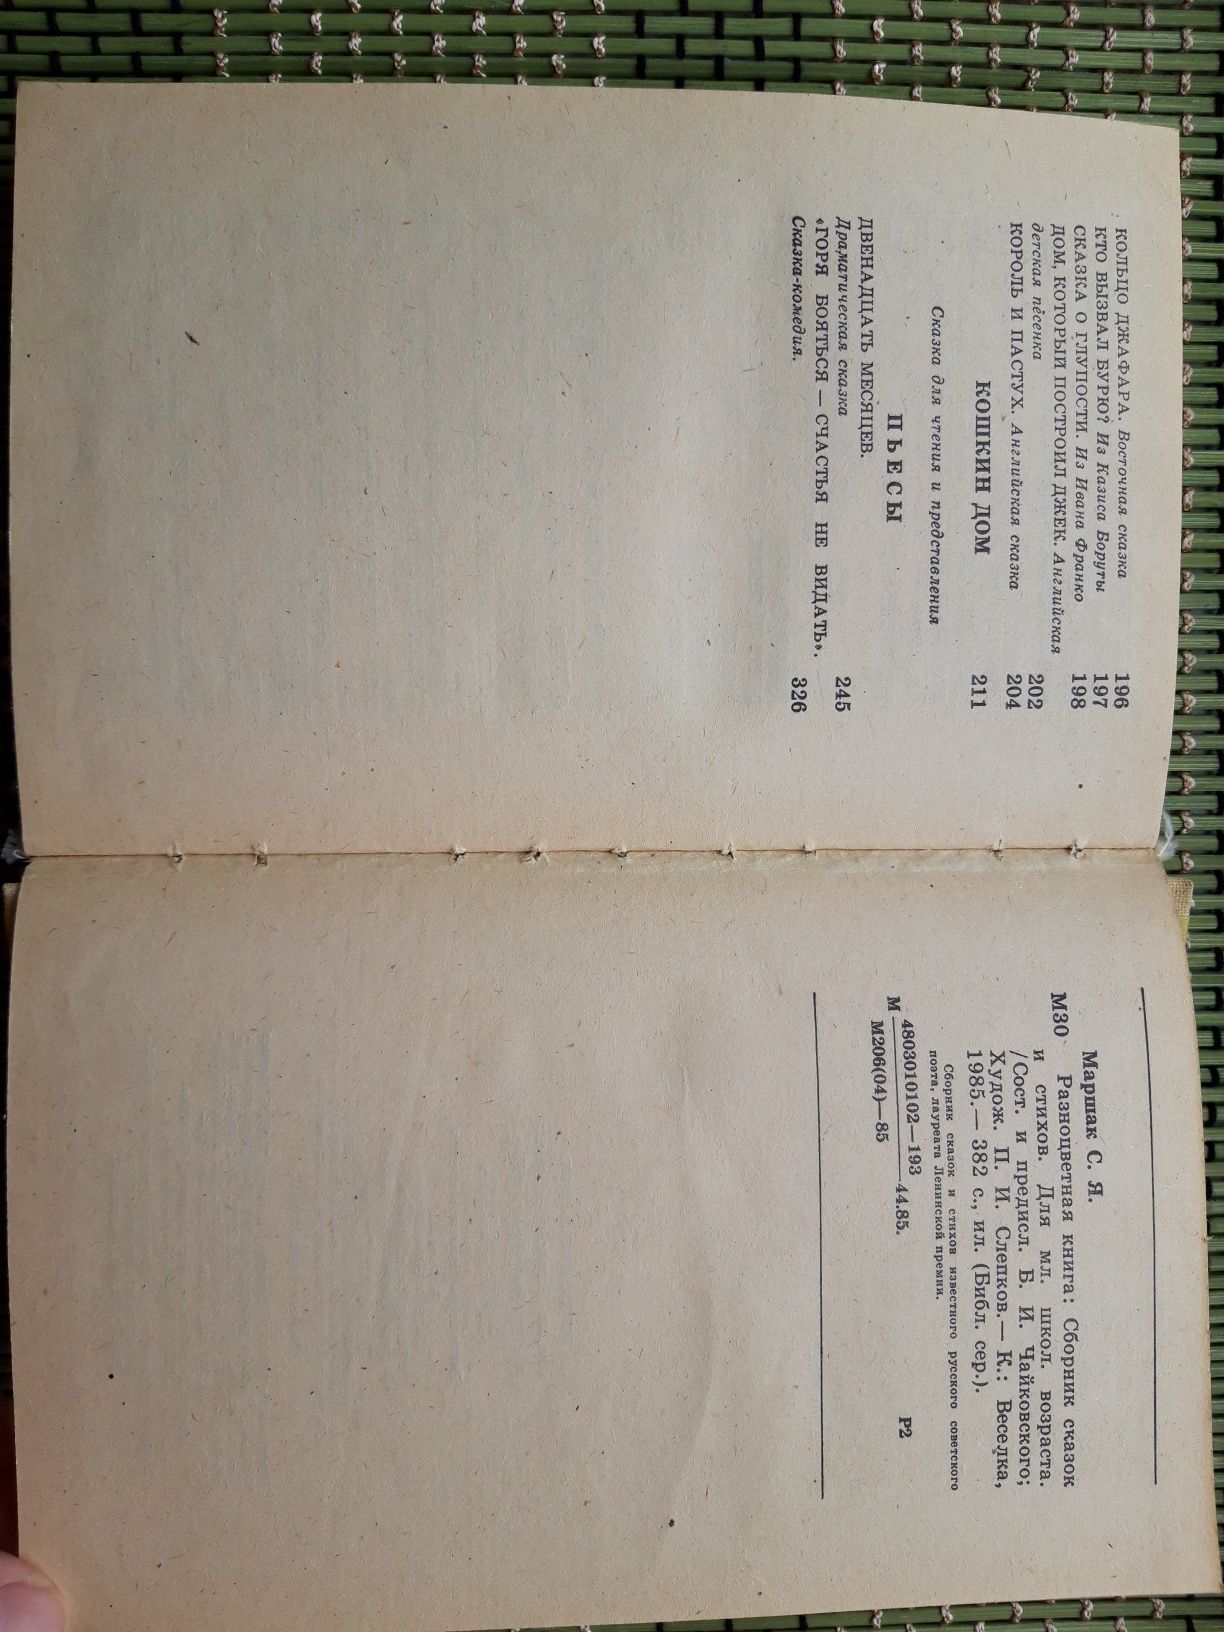 КОЛЬЦО ДЖАФАРА. Восточная сказка 196
КТО ВЫЗВАЛ БУРЮ? Из Казиса Боруты 197
СКАЗКА О ГЛУПОСТИ. Из Ивана Франко 198
ДОМ, КОТОРЫЙ ПОСТРОИЛ ДЖЕК. Английская
детская песенка 202
КОРОЛЬ И ПАСТУХ. Английская сказка 204
КОШКИН ДОМ 211
Сказка для чтения и представления
ПЬЕСЫ
ДВЕНАДЦАТЬ МЕСЯЦЕВ.
Драматическая сказка 245
«ГОРЯ БОЯТЬСЯ — СЧАСТЬЯ НЕ ВИДАТЬ».
Сказка-комедия. 326
Маршак С. Я.
М30 Разноцветная книга: Сборник сказок
и стихов. Для мл. школ. возраста.
/Сост. и предисл. Б. И. Чайковского;
Худож. П. И. Слепков.— К.: Веселка,
1985.— 382 с., ил. (Библ. сер.).
Сборник сказок и стихов известного русского советского
поэта, лауреата Ленинской премии.
М 4803010102—193 44.85. Р2
М206(04)—85